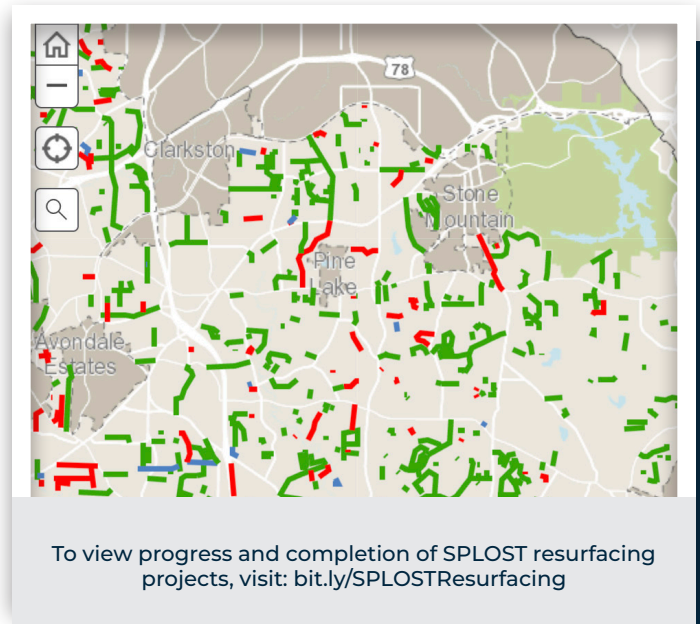 78
Clarkston
Stone
Mountain
Pine
Lake
Avondale
Estates
To view progress and completion of SPLOST resurfacing
projects, visit: bit.ly/SPLOSTResurfacing